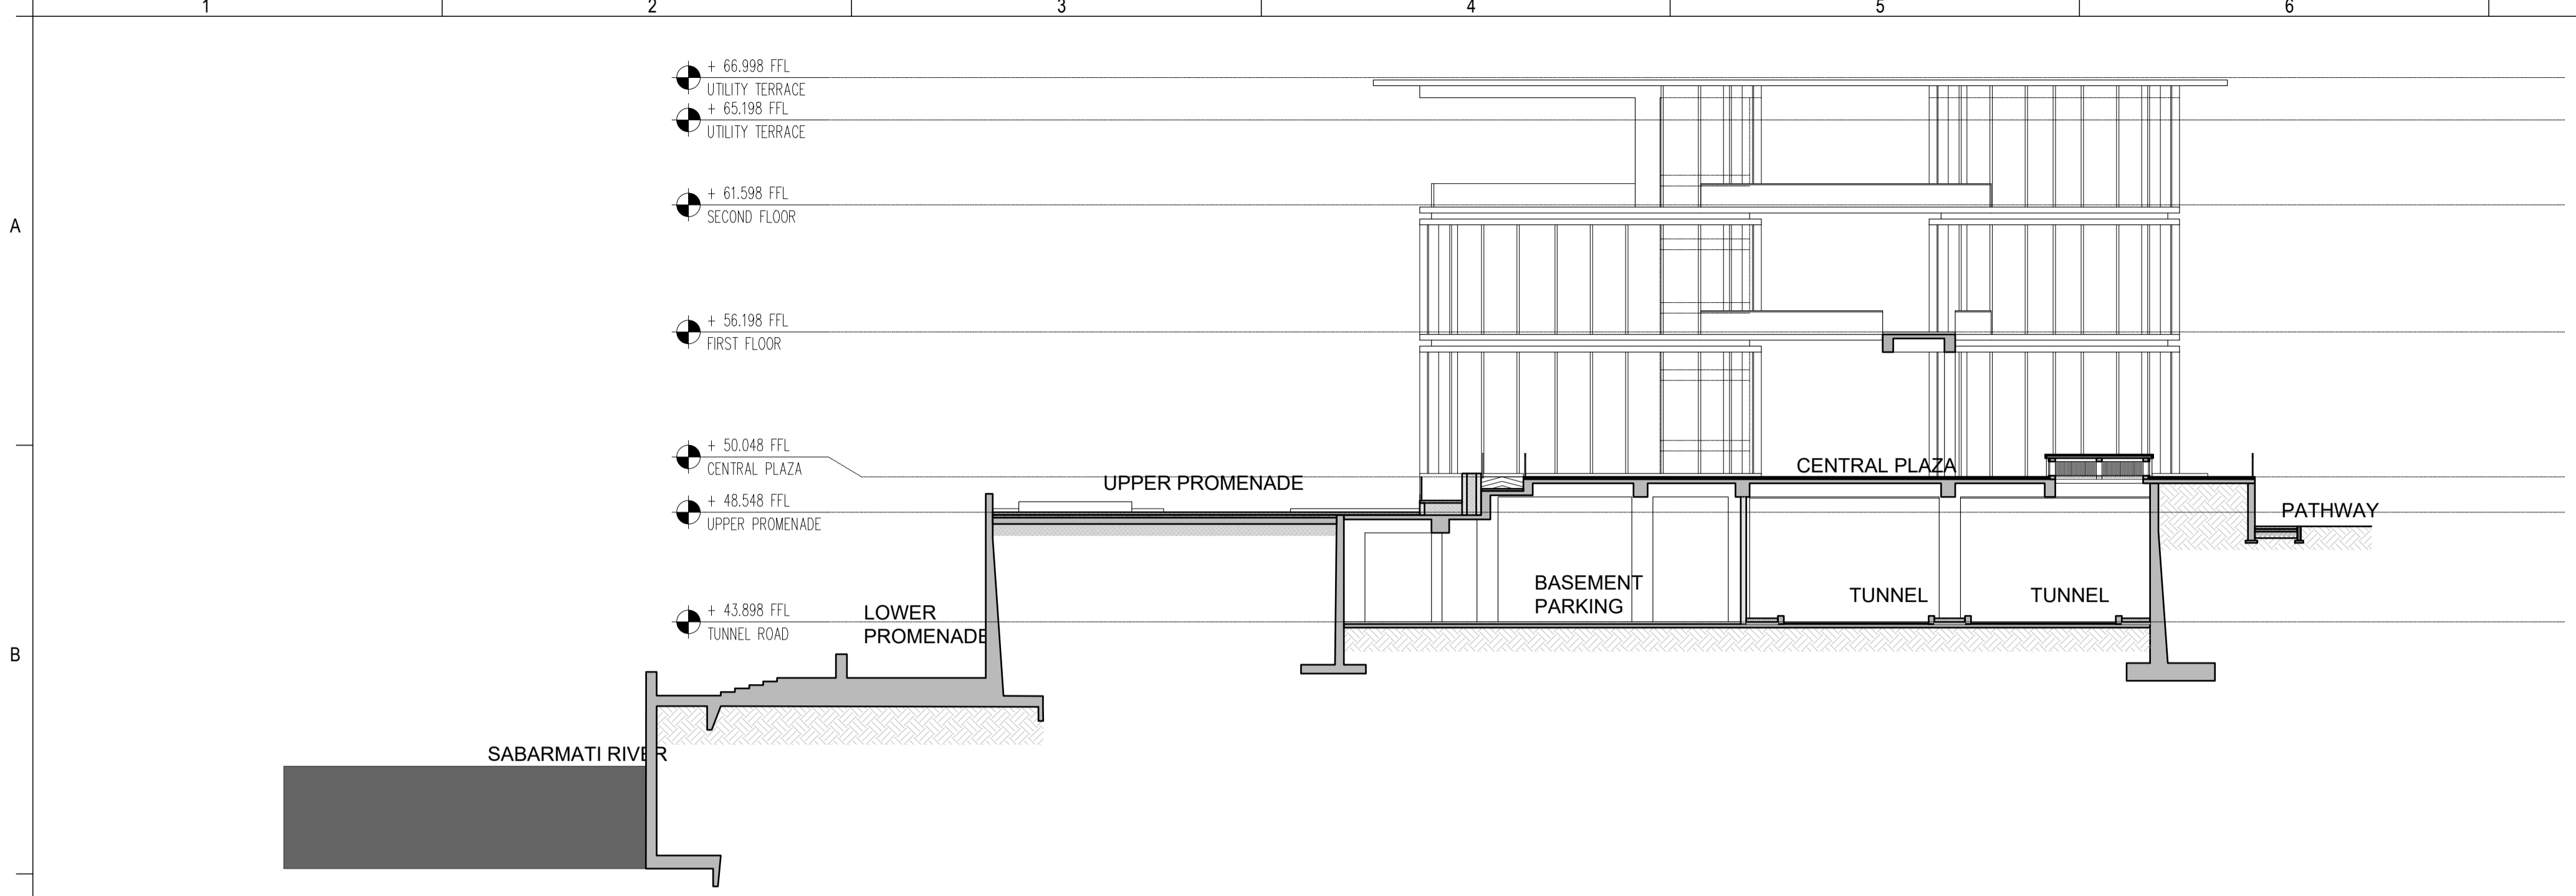 1 2 3 4 5 6
+ 66.998 FFL
UTILITY TERRACE
+ 65.198 FFL
UTILITY TERRACE
A
+ 61.598 FFL
SECOND FLOOR
+ 56.198 FFL
FIRST FLOOR
+ 50.048 FFL
CENTRAL PLAZA
CENTRAL PLAZA
UPPER PROMENADE
+ 48.548 FFL
UPPER PROMENADE
PATHWAY
BASEMENT
PARKING
TUNNEL
TUNNEL
+ 43.898 FFL
TUNNEL ROAD
LOWER
PROMENADE
B
SABARMATI RIVER